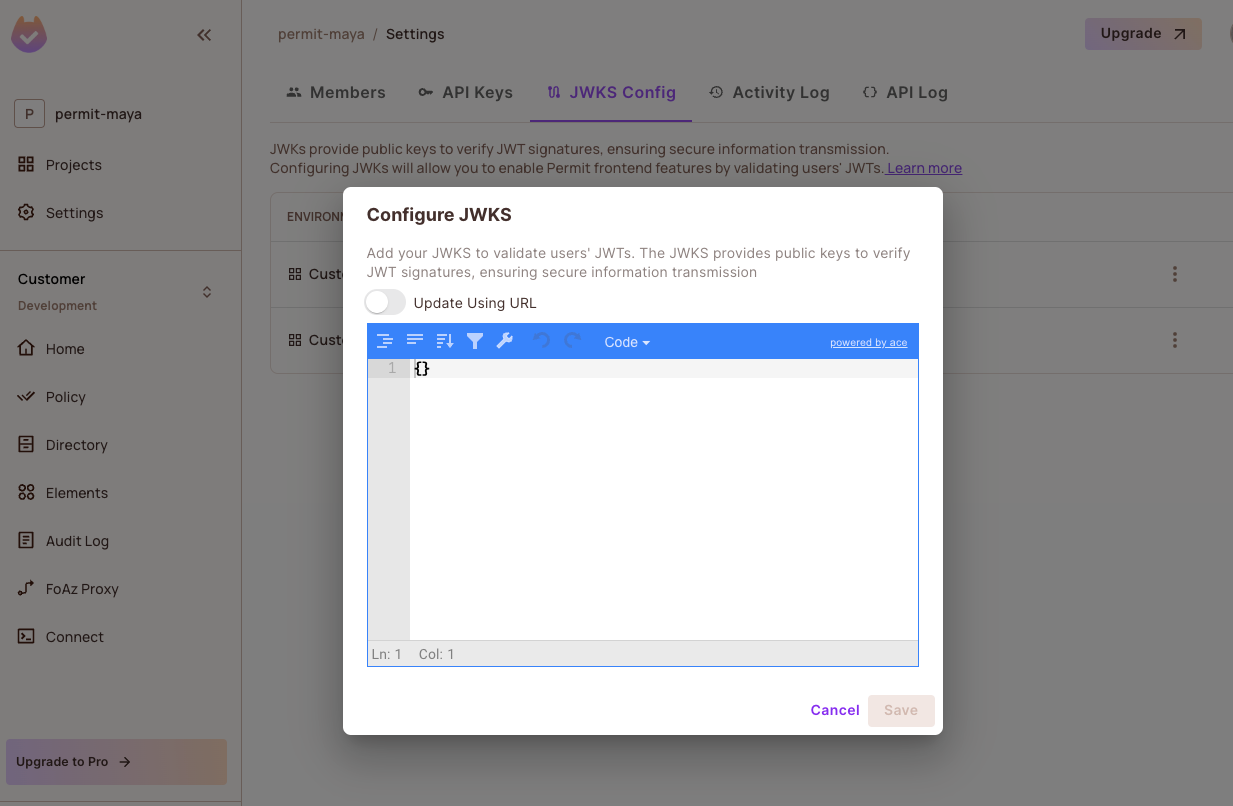 permit-maya / Settings
Upgrade
P permit-maya
Members API Keys JWKS Config Activity Log API Log
JWKs provide public keys to verify JWT signatures, ensuring secure information transmission.
Configuring JWKs will allow you to enable Permit frontend features by validating users' JWTs. Learn more
Projects
Settings
Customer
Development
Home
Policy
Directory
Elements
Audit Log
FoAz Proxy
Connect
Upgrade to Pro
Configure JWKS
Add your JWKS to validate users' JWTs. The JWKS provides public keys to verify
JWT signatures, ensuring secure information transmission
Update Using URL
Code
powered by ace
1 {}
Ln: 1 Col: 1
Cancel Save